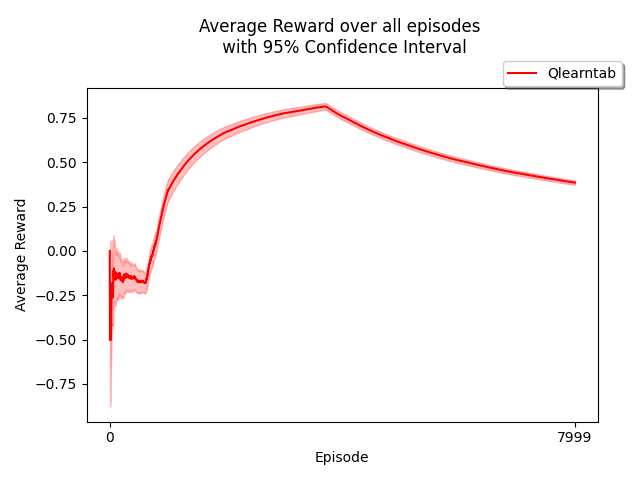 Average Reward over all episodes
with 95% Confidence Interval
Qlearntab
0.75
0.50
0.25
0.00
−0.25
−0.50
−0.75
Average Reward
0
7999
Episode